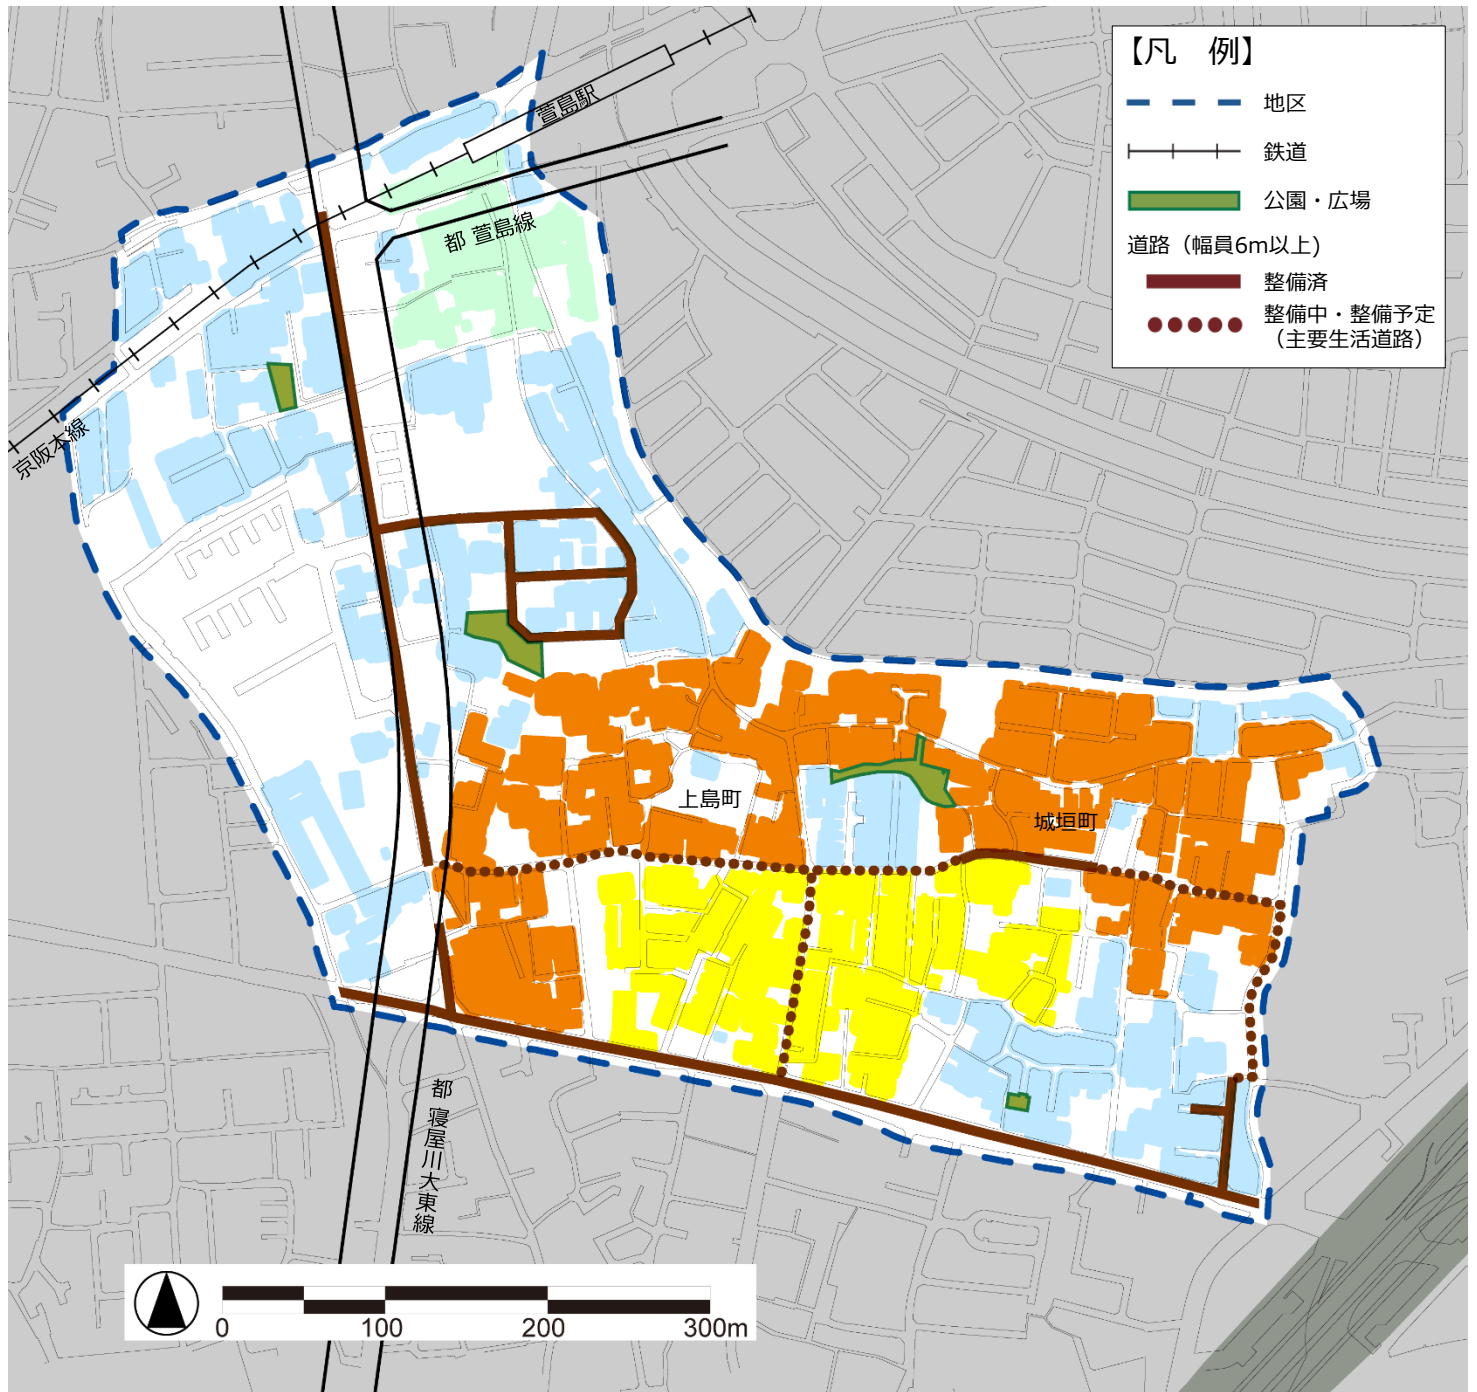 【凡　例】
地区
鉄道
公園・広場
道路（幅員6m以上)
整備済
整備中・整備予定
（主要生活道路）
萱島駅
都 萱島線
京阪本線
上島町
城垣町
都 寝屋川大東線
0 100 200 300m